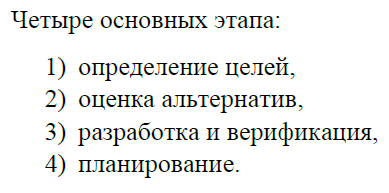 Четыре основных этапа:
1) определение целей,
2) оценка альтернатив,
3) разработка и верификация,
4) планирование.